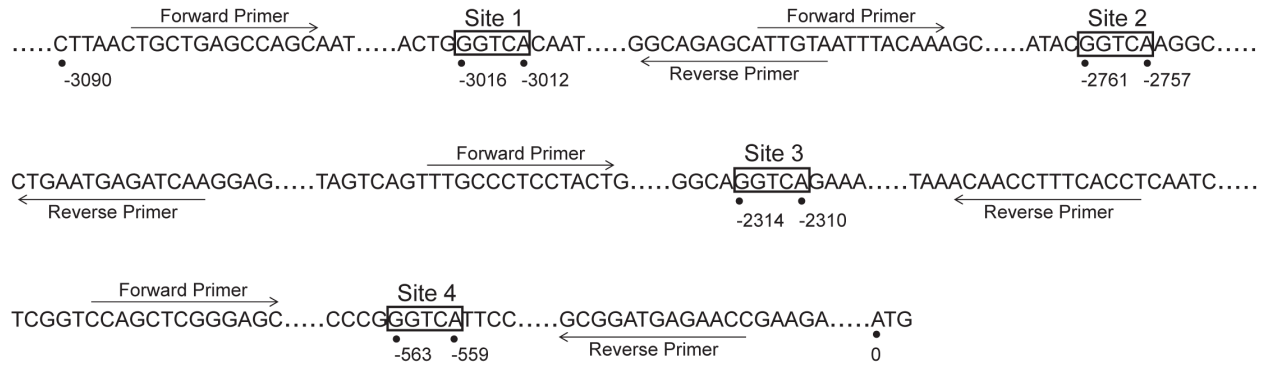 Forward Primer Site 1 Forward Primer Site 2
.....CTTAACTGCTGAGCCAGCAAT.....ACTGGGTCACAAT.....GGCAGAGCATTGTAATTTACAAAGC.....ATACGGTCAAGGC.....
Reverse Primer
-3090 -3016 -3012 -2761 -2757
Forward Primer Site 3
CTGAATGAGATCAAGGAG.....TAGTCAGTTTGCCCTCCTACTG.....GGCAGGTCAGAAA.....TAAACAACCTTTCACCTCAATC.....
Reverse Primer Reverse Primer
-2314 -2310
Forward Primer Site 4
TCGGTCCAGCTCGGGAGC.....CCCGGGTCATTCC.....GCGGATGAGAACCGAAGA.....ATG
Reverse Primer
-563 -559 0